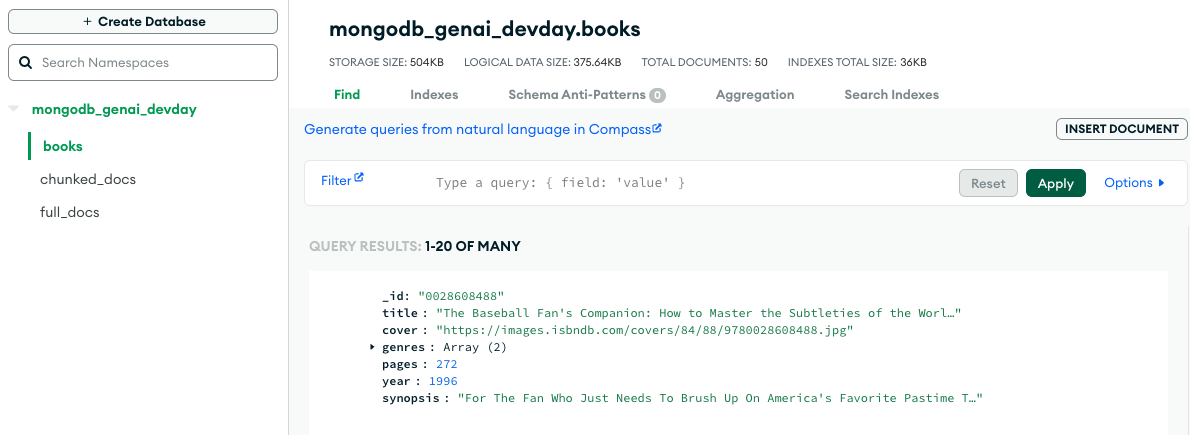 + Create Database
Search Namespaces
mongodb_genai_devday
books
chunked_docs
full_docs
mongodb_genai_devday.books
STORAGE SIZE: 504KB LOGICAL DATA SIZE: 375.64KB TOTAL DOCUMENTS: 50 INDEXES TOTAL SIZE: 36KB
Find Indexes Schema Anti-Patterns 0 Aggregation Search Indexes
Generate queries from natural language in Compass
INSERT DOCUMENT
Filter Type a query: { field: 'value' } Reset Apply Options
QUERY RESULTS: 1-20 OF MANY
_id: "0028608488"
title : "The Baseball Fan's Companion: How to Master the Subtleties of the Worl…"
cover : "https://images.isbndb.com/covers/84/88/9780028608488.jpg"
genres : Array (2)
pages : 272
year : 1996
synopsis : "For The Fan Who Just Needs To Brush Up On America's Favorite Pastime T…"